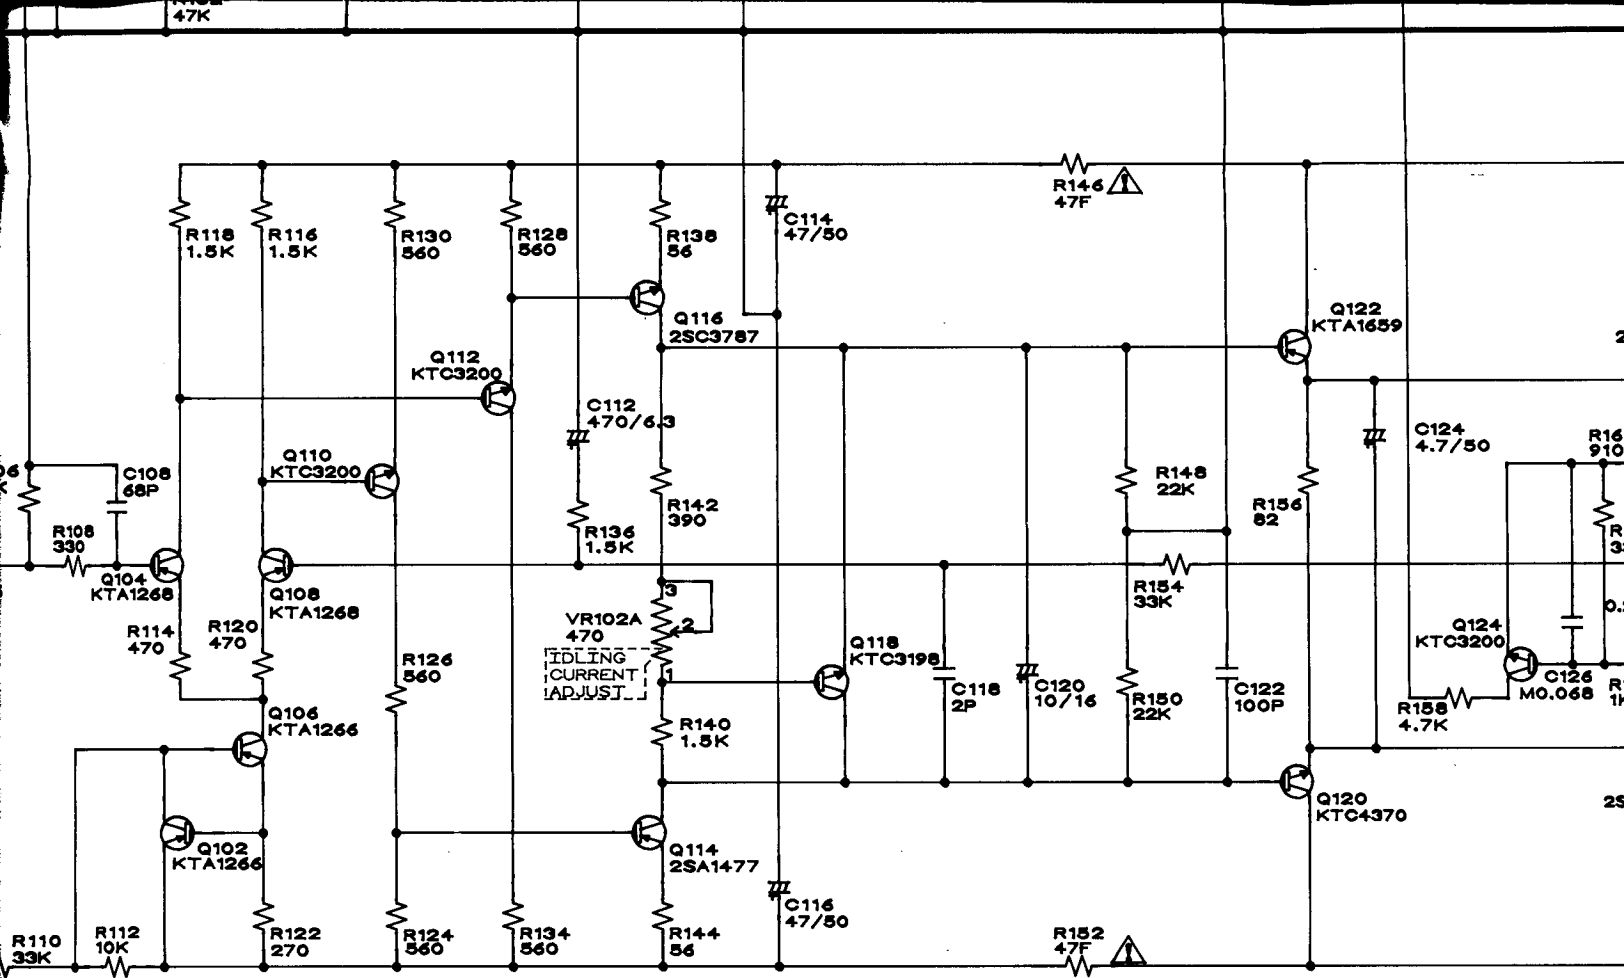 47K
R146
47F
R118
1.5K
R116
1.5K
R130
560
R128
560
R138
56
C114
47/50
Q116
2SC3787
Q122
KTA1659
Q112
KTC3200
C112
470/6.3
C124
4.7/50
Q110
KTC3200
C108
68P
R142
390
R148
22K
R156
82
R16
910
R108
330
R136
1.5K
Q104
KTA1268
Q108
KTA1268
R154
33K
3
VR102A
470
2
IDLING
CURRENT
ADJUST
1
R114
470
R120
470
R126
560
Q118
KTC3198
Q124
KTC3200
C118
2P
C120
10/16
R150
22K
C122
100P
C126
M0.068
R158
4.7K
Q106
KTA1266
R140
1.5K
Q120
KTC4370
Q102
KTA1266
Q114
2SA1477
C116
47/50
R110
33K
R112
10K
R122
270
R124
560
R134
560
R144
56
R152
47F